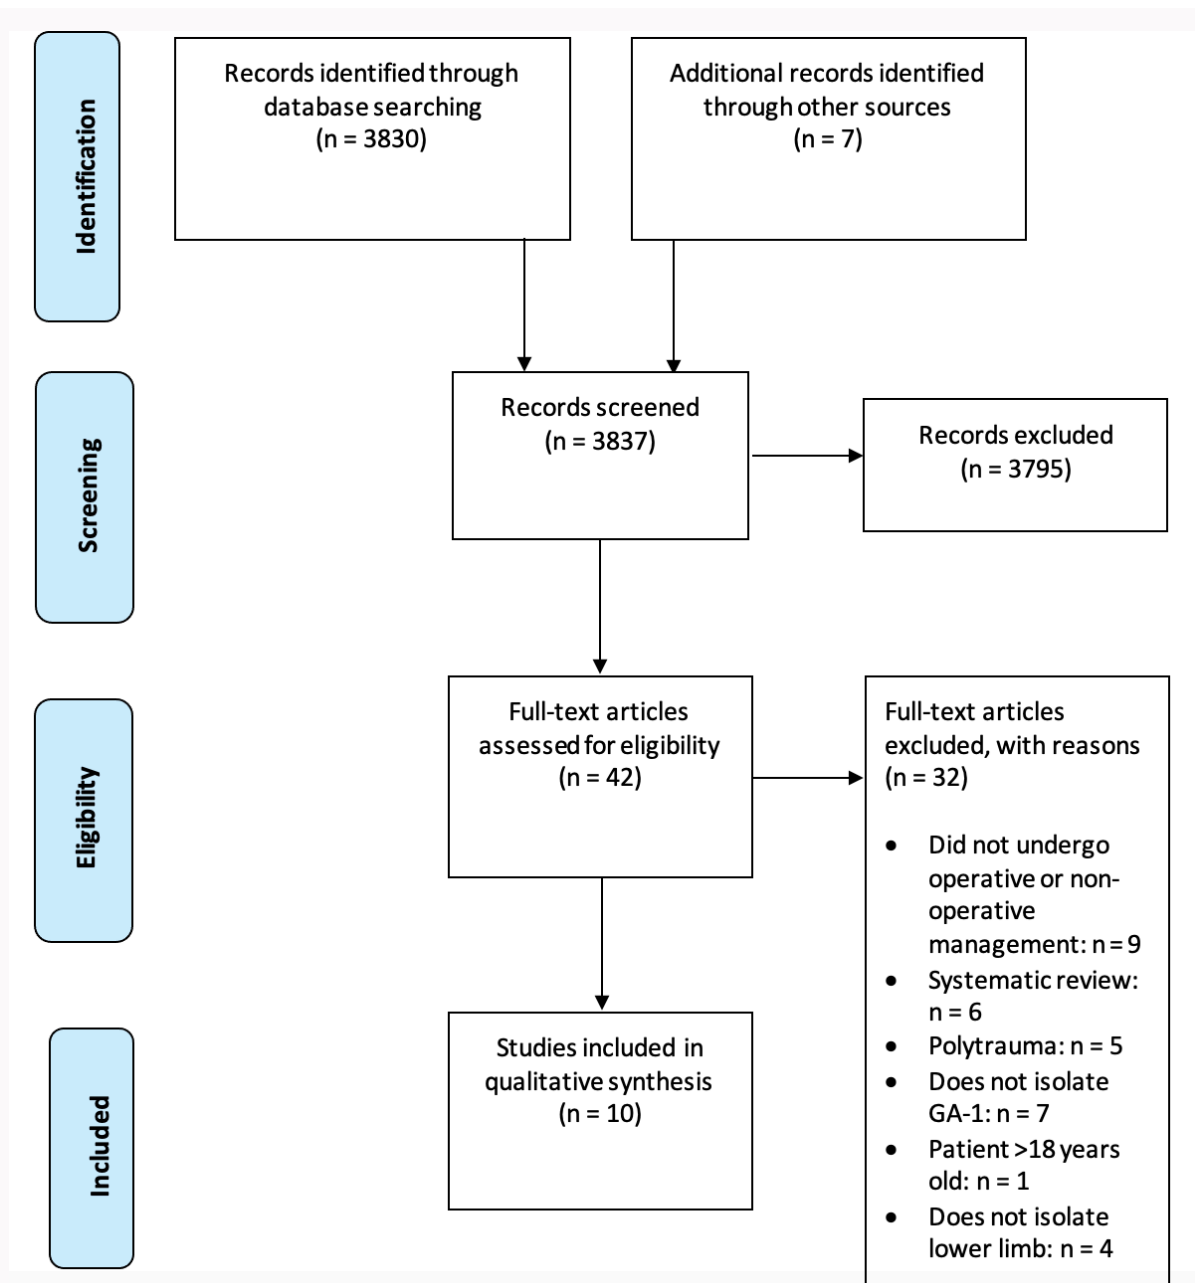 Identification
Records identified through
database searching
(n = 3830)
Additional records identified
through other sources
(n = 7)
Screening
Records screened
(n = 3837)
Records excluded
(n = 3795)
Eligibility
Full-text articles
assessed for eligibility
(n = 42)
Full-text articles
excluded, with reasons
(n = 32)
• Did not undergo
operative or non-
operative
management: n = 9
• Systematic review:
n = 6
• Polytrauma: n = 5
• Does not isolate
GA-1: n = 7
• Patient >18 years
old: n = 1
• Does not isolate
lower limb: n = 4
Included
Studies included in
qualitative synthesis
(n = 10)